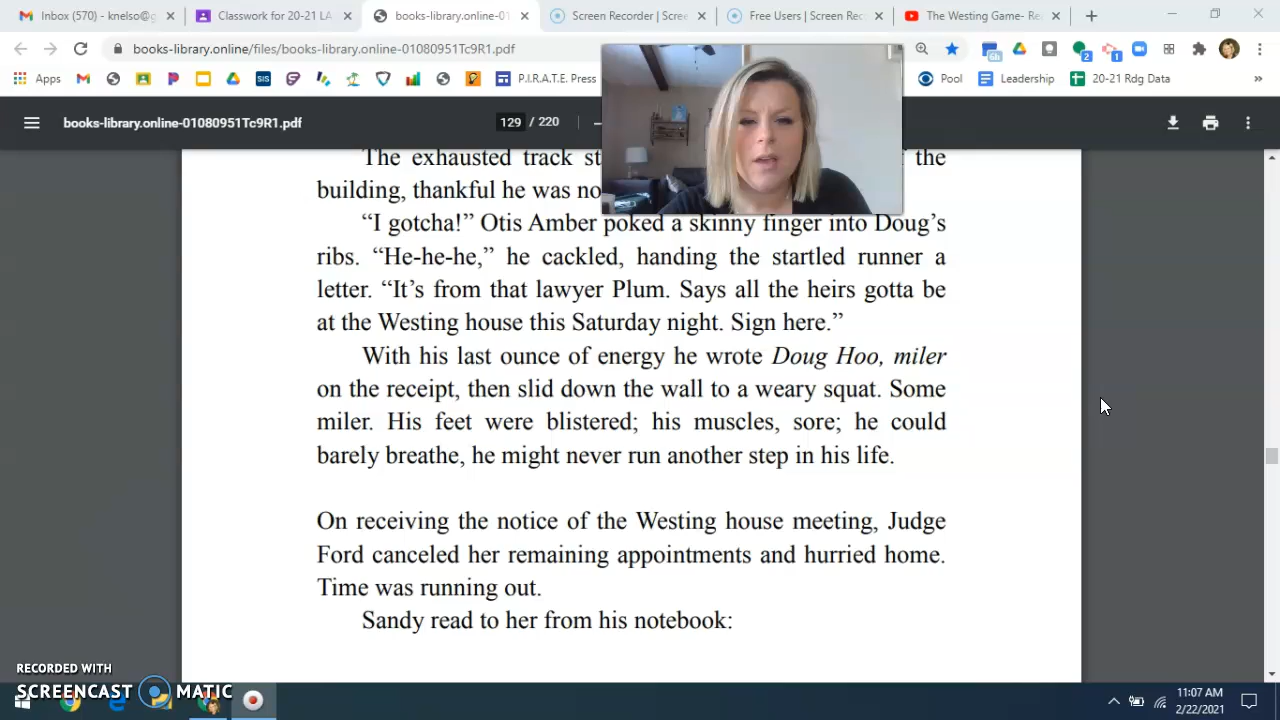 Inbox (570) - knelso@g
Classwork for 20-21 LA
books-library.online-01
Screen Recorder | Scree
Free Users | Screen Rec
The Westing Game- Re
books-library.online/files/books-library.online-01080951Tc9R1.pdf
6h
2
1
Apps
SIS
P.I.R.A.T.E. Press
Pool
Leadership
20-21 Rdg Data
»
books-library.online-01080951Tc9R1.pdf
129 / 220
The exhausted track st
the
building, thankful he was no
“I gotcha!” Otis Amber poked a skinny finger into Doug’s
ribs. “He-he-he,” he cackled, handing the startled runner a
letter. “It’s from that lawyer Plum. Says all the heirs gotta be
at the Westing house this Saturday night. Sign here.”
With his last ounce of energy he wrote Doug Hoo, miler
on the receipt, then slid down the wall to a weary squat. Some
miler. His feet were blistered; his muscles, sore; he could
barely breathe, he might never run another step in his life.
On receiving the notice of the Westing house meeting, Judge
Ford canceled her remaining appointments and hurried home.
Time was running out.
Sandy read to her from his notebook:
RECORDED WITH
SCREENCAST MATIC
11:07 AM
2/22/2021